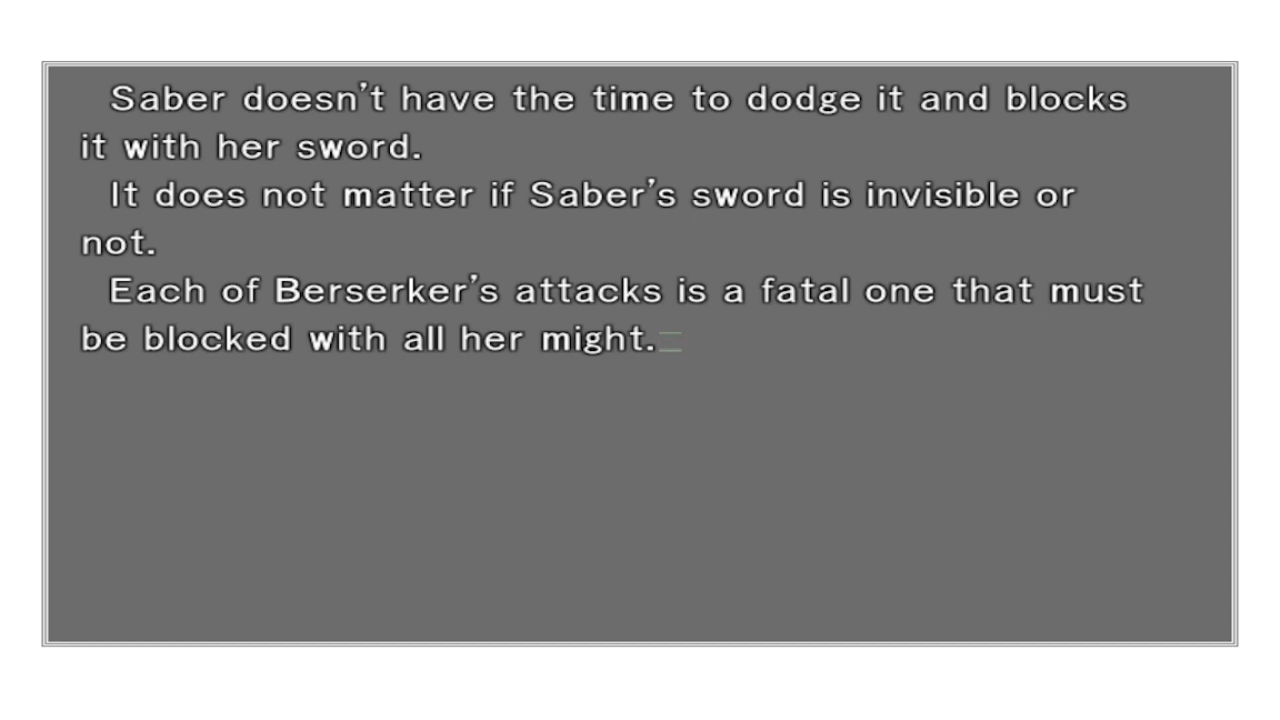 Saber doesn't have the time to dodge it and blocks
it with her sword.
It does not matter if Saber's sword is invisible or
not.
Each of Berserker's attacks is a fatal one that must
be blocked with all her might.